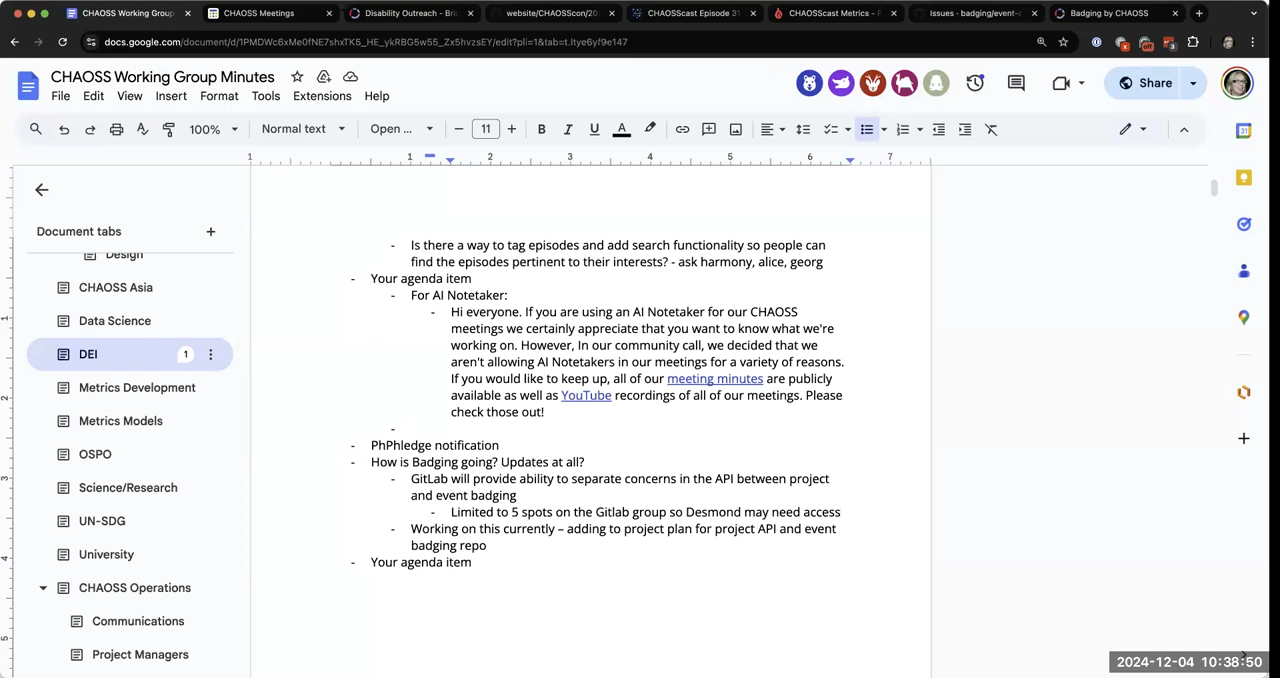 CHAOSS Working Group
CHAOSS Meetings
Disability Outreach - Bri
website/CHAOSScon/20
CHAOSScast Episode 31
CHAOSScast Metrics - F
Issues · badging/event-r
Badging by CHAOSS
docs.google.com/document/d/1PMDWc6xMe0fNE7shxTK5_HE_ykRBG5w55_Zx5hvzsEY/edit?pli=1&tab=t.ltye6yf9e147
CHAOSS Working Group Minutes
File Edit View Insert Format Tools Extensions Help
Share
100% Normal text Open ... 11
1 1 2 3 4 5 6 7
Document tabs
Design
CHAOSS Asia
Data Science
DEI 1
Metrics Development
Metrics Models
OSPO
Science/Research
UN-SDG
University
CHAOSS Operations
Communications
Project Managers
- Is there a way to tag episodes and add search functionality so people can
find the episodes pertinent to their interests? - ask harmony, alice, georg
- Your agenda item
- For AI Notetaker:
- Hi everyone. If you are using an AI Notetaker for our CHAOSS
meetings we certainly appreciate that you want to know what we're
working on. However, In our community call, we decided that we
aren't allowing AI Notetakers in our meetings for a variety of reasons.
If you would like to keep up, all of our meeting minutes are publicly
available as well as YouTube recordings of all of our meetings. Please
check those out!
-
- PhPhledge notification
- How is Badging going? Updates at all?
- GitLab will provide ability to separate concerns in the API between project
and event badging
- Limited to 5 spots on the Gitlab group so Desmond may need access
- Working on this currently – adding to project plan for project API and event
badging repo
- Your agenda item
2024-12-04 10:38:50